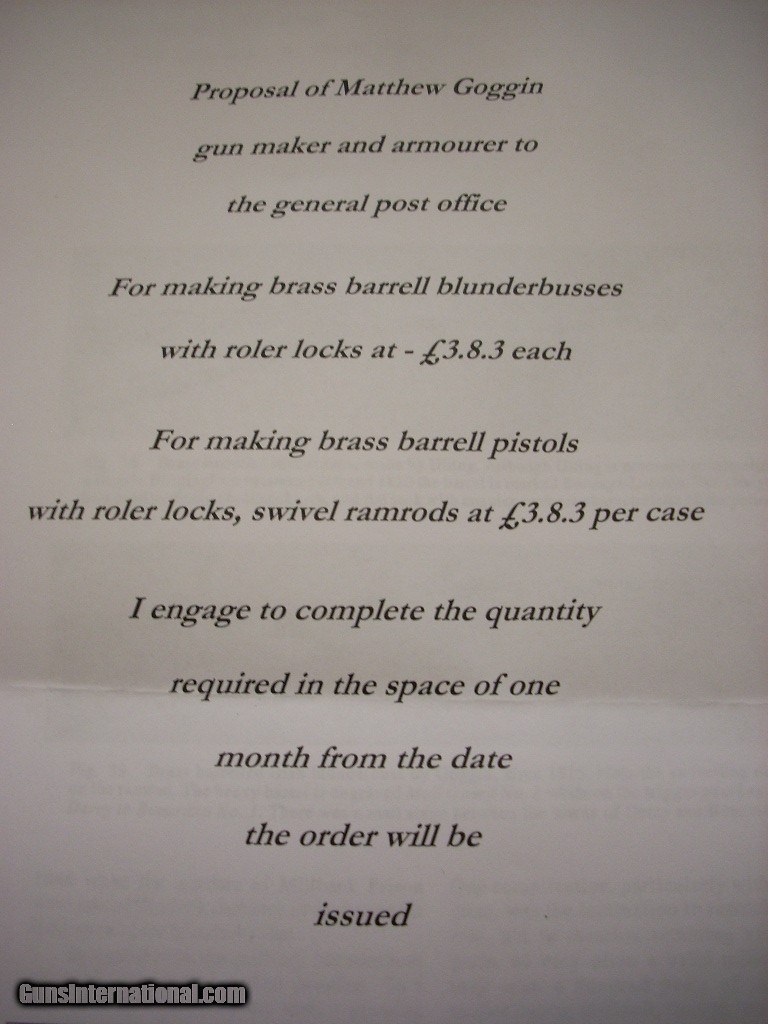 Proposal of Matthew Goggin
gun maker and armourer to
the general post office
For making brass barrell blunderbusses
with roler locks at - £3.8.3 each
For making brass barrell pistols
with roler locks, swivel ramrods at £3.8.3 per case
I engage to complete the quantity
required in the space of one
month from the date
the order will be
issued
GunsInternational.com